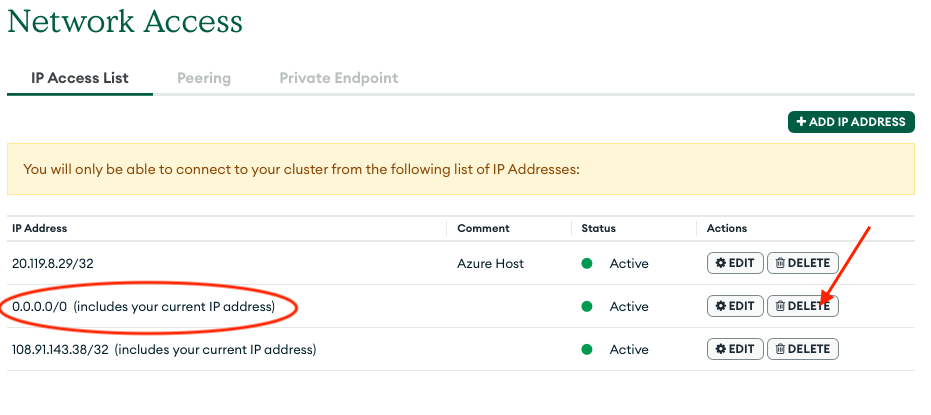 Network Access
IP Access List Peering Private Endpoint
+ ADD IP ADDRESS
You will only be able to connect to your cluster from the following list of IP Addresses:
IP Address Comment Status Actions
20.119.8.29/32 Azure Host Active EDIT DELETE
0.0.0.0/0 (includes your current IP address) Active EDIT DELETE
108.91.143.38/32 (includes your current IP address) Active EDIT DELETE